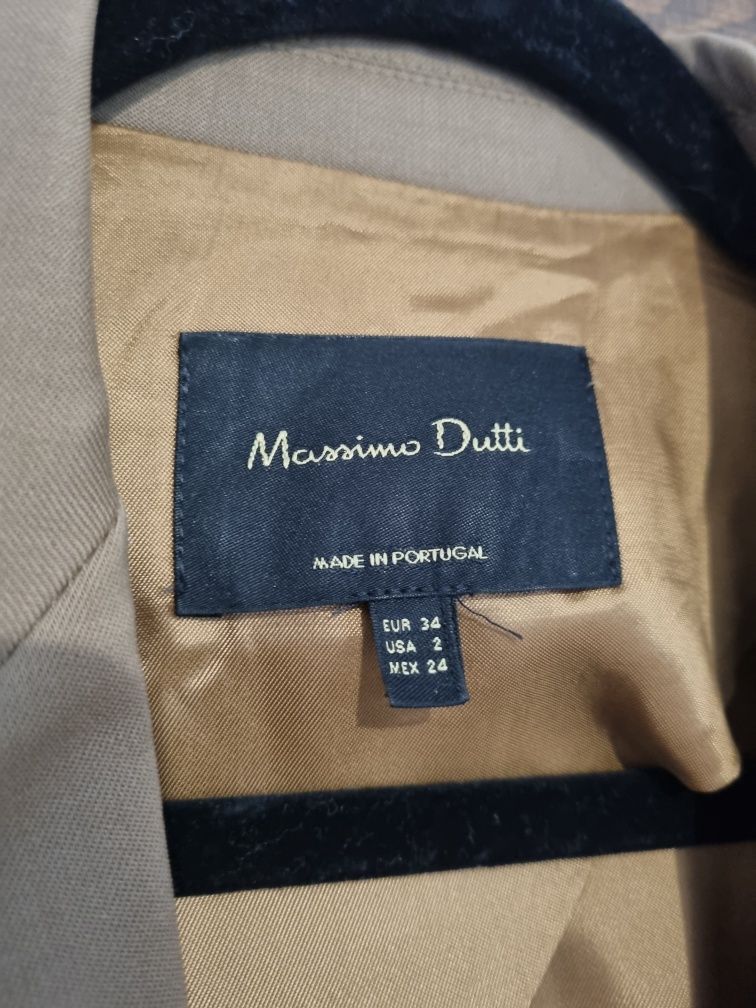 Massimo Dutti
MADE IN PORTUGAL
EUR 34
USA 2
MEX 24